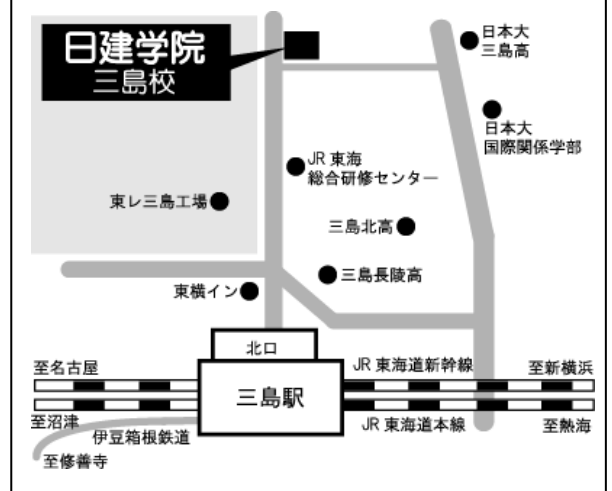 日建学院
三島校
日本大
三島高
日本大
国際関係学部
JR 東海
総合研修センター
東レ三島工場
三島北高
三島長陵高
東横イン
北口
三島駅
至名古屋
JR 東海道新幹線
至新横浜
至沼津
JR 東海道本線
至熱海
伊豆箱根鉄道
至修善寺